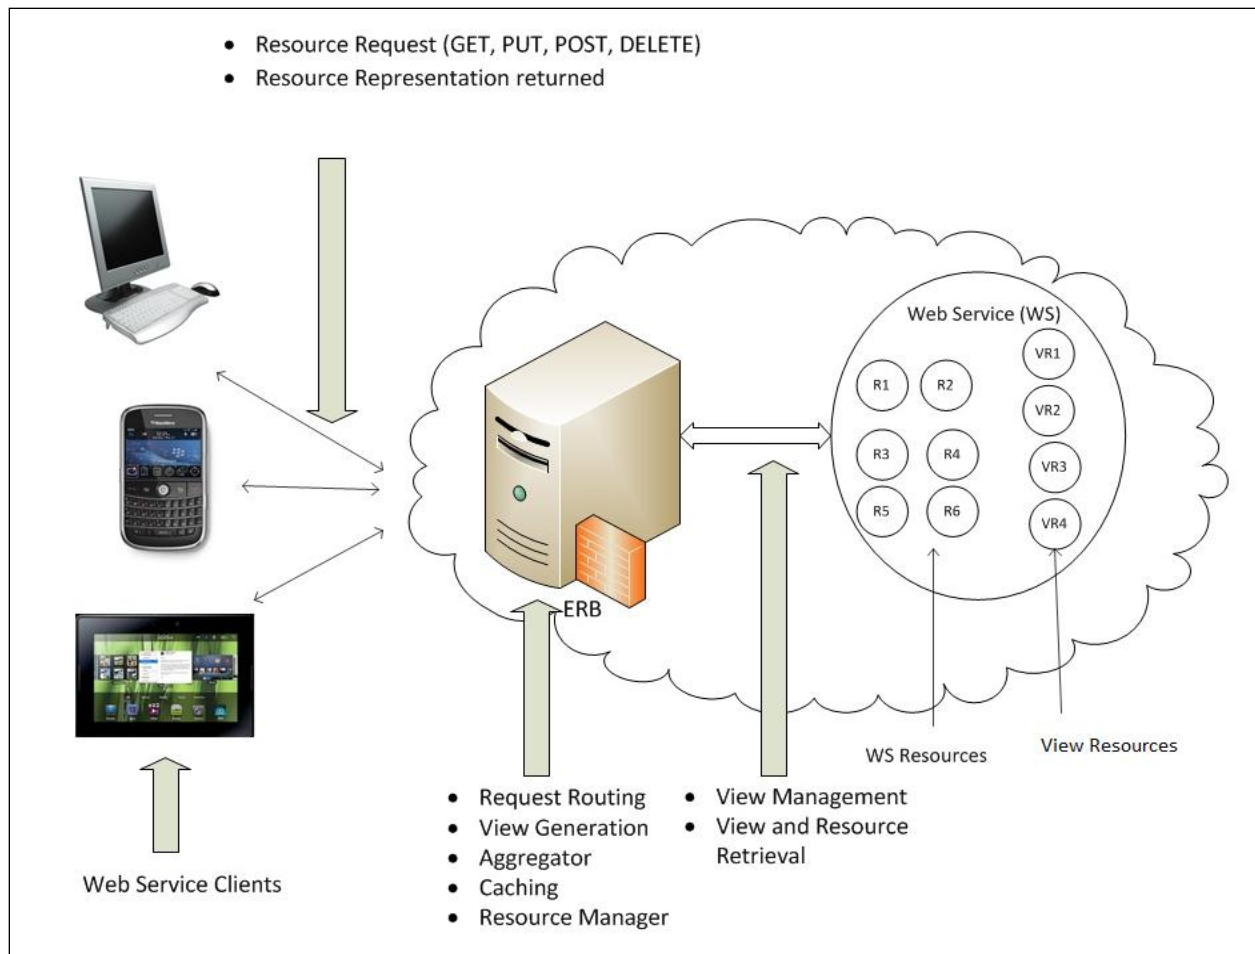 • Resource Request (GET, PUT, POST, DELETE)
• Resource Representation returned
Web Service (WS)
VR1
R1 R2
VR2
R3 R4
VR3
R5 R6
VR4
ERB
WS Resources
View Resources
• Request Routing
• View Generation
• Aggregator
• Caching
• Resource Manager
• View Management
• View and Resource
Retrieval
Web Service Clients